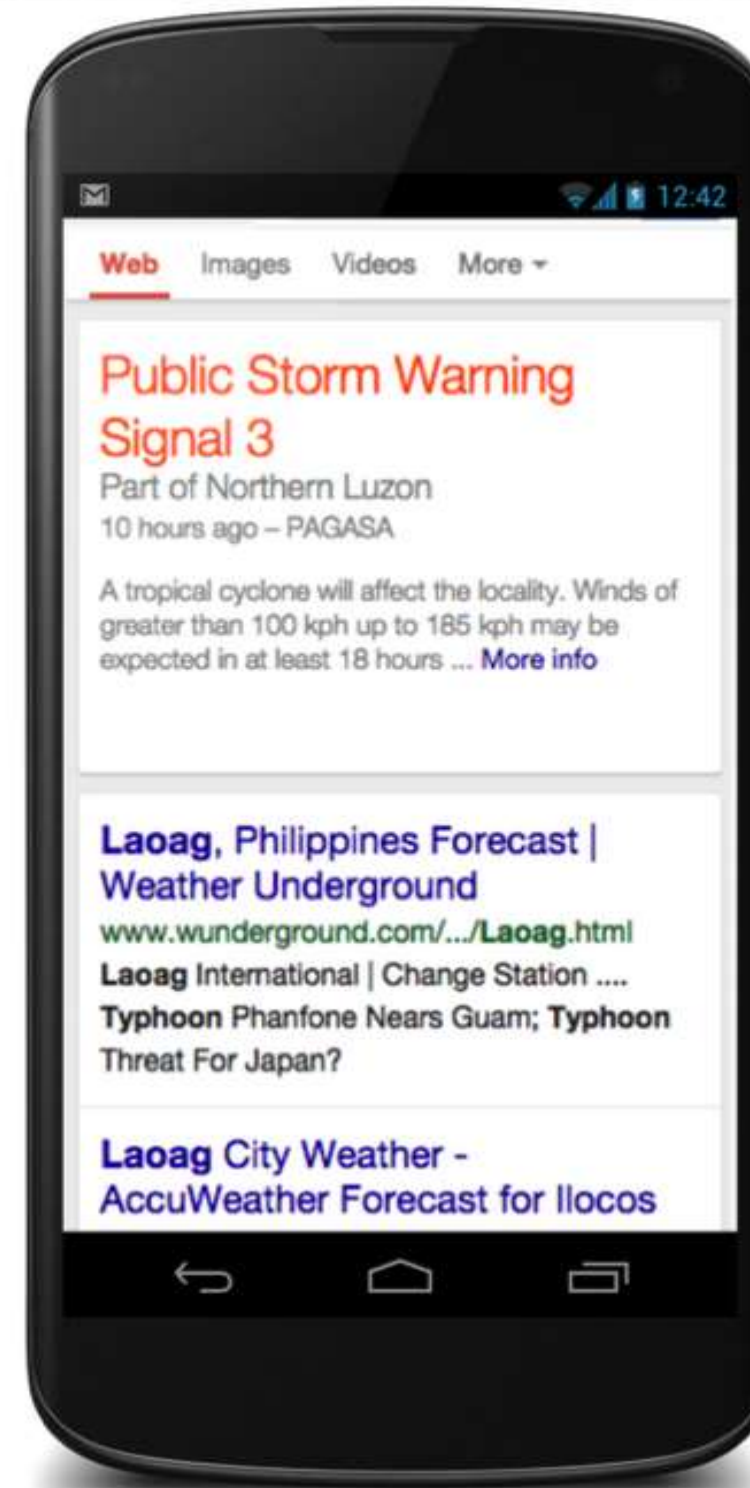 12:42
Web Images Videos More
Public Storm Warning
Signal 3
Part of Northern Luzon
10 hours ago – PAGASA
A tropical cyclone will affect the locality. Winds of
greater than 100 kph up to 185 kph may be
expected in at least 18 hours ... More info
Laoag, Philippines Forecast |
Weather Underground
www.wunderground.com/.../Laoag.html
Laoag International | Change Station ....
Typhoon Phanfone Nears Guam; Typhoon
Threat For Japan?
Laoag City Weather -
AccuWeather Forecast for Ilocos